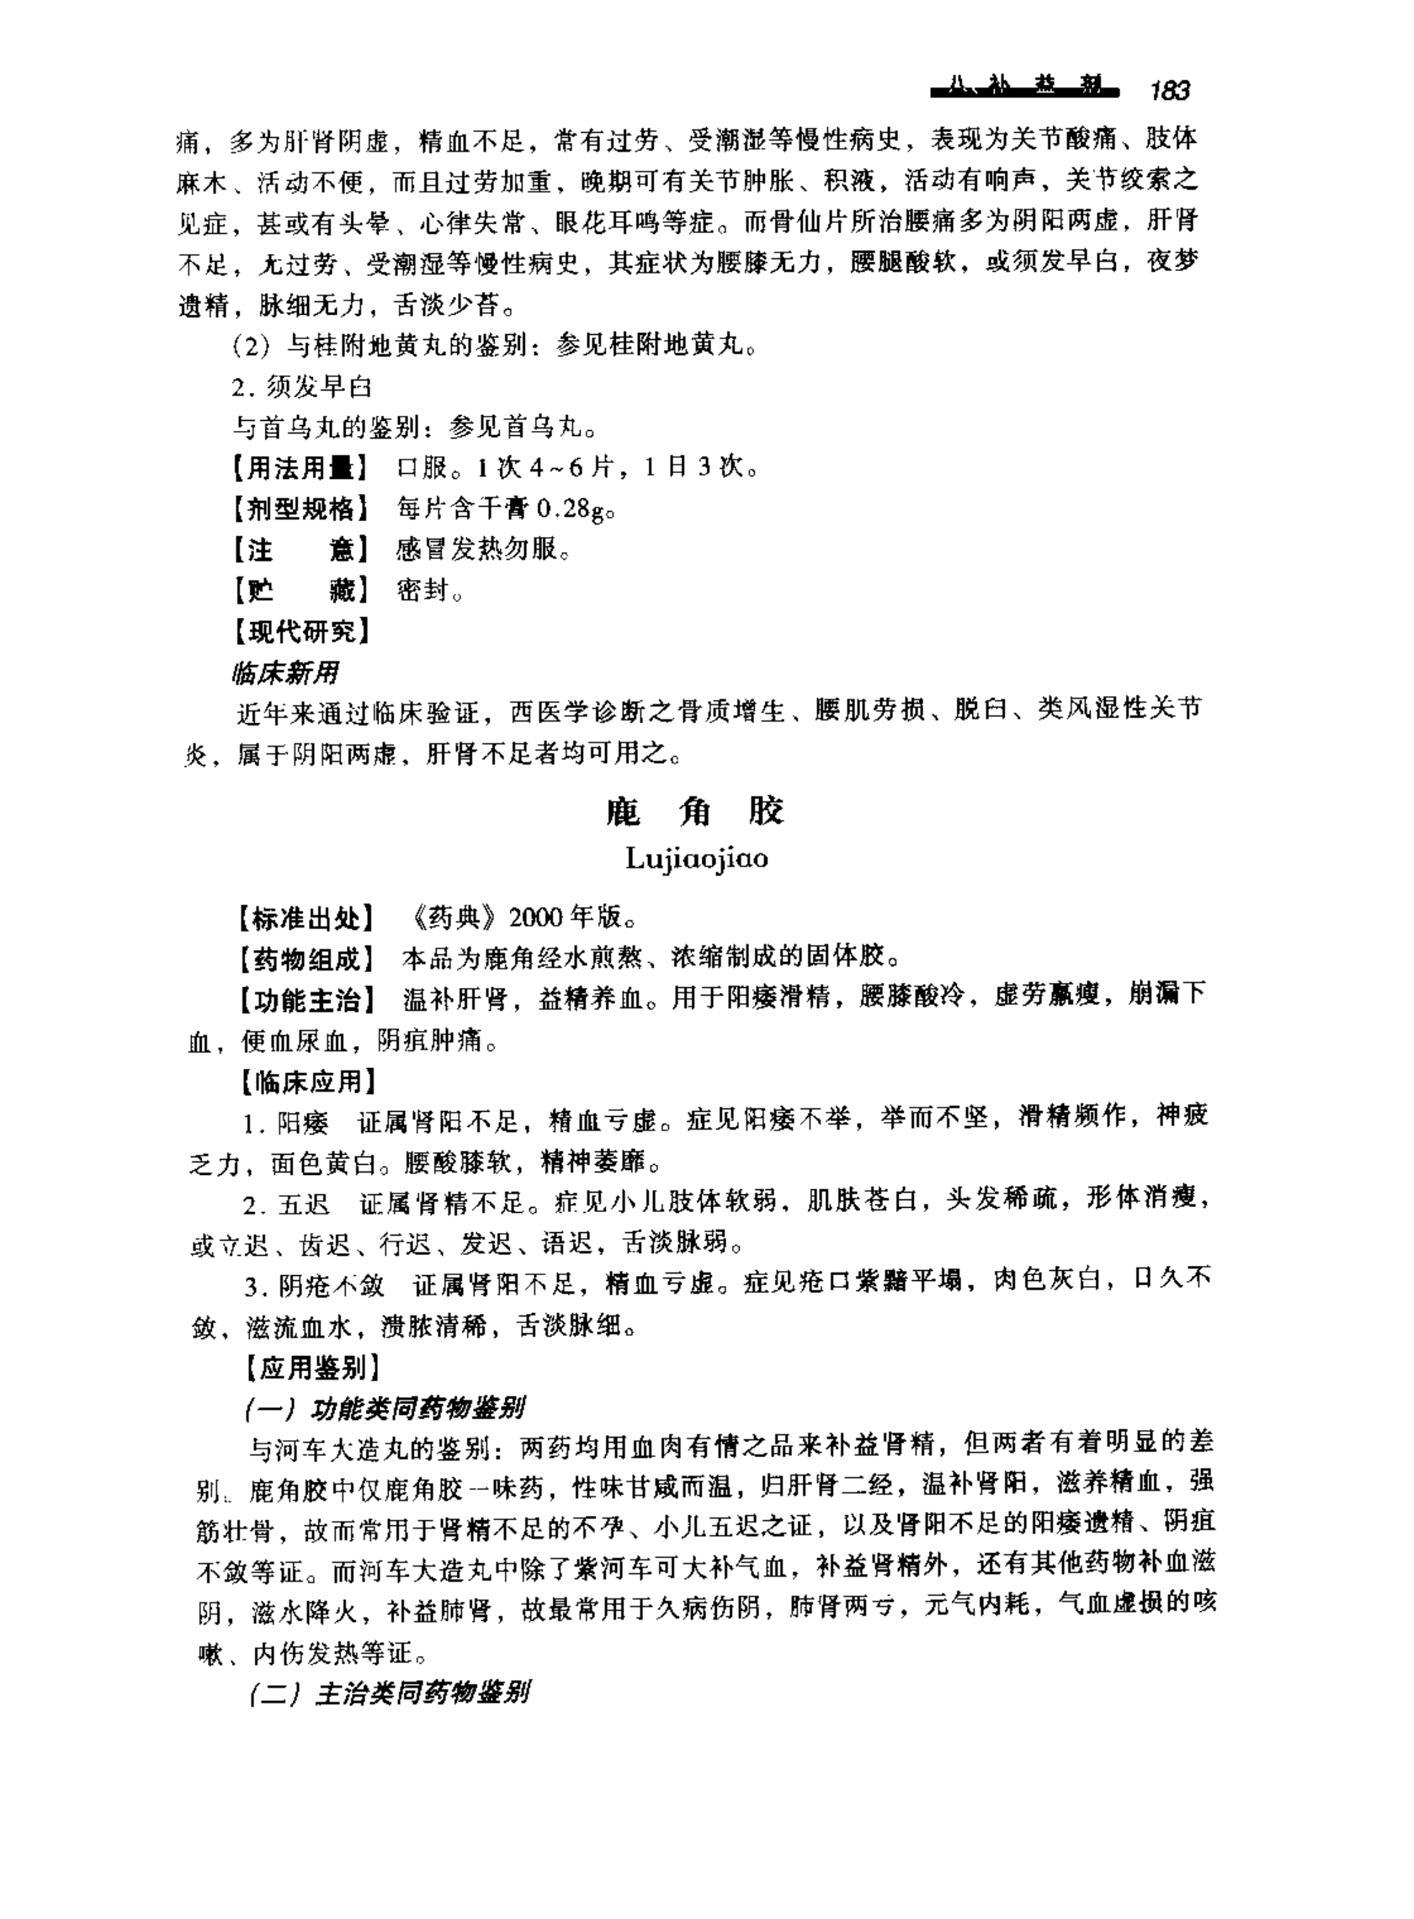 八、补益剂 183
痛，多为肝肾阴虚，精血不足，常有过劳、受潮湿等慢性病史，表现为关节酸痛、肢体
麻木、活动不便，而且过劳加重，晚期可有关节肿胀、积液，活动有响声，关节绞索之
见症，甚或有头晕、心律失常、眼花耳鸣等症。而骨仙片所治腰痛多为阴阳两虚，肝肾
不足，尢过劳、受潮湿等慢性病史，其症状为腰膝无力，腰腿酸软，或须发早白，夜梦
遗精，脉细无力，舌淡少苔。
（2）与桂附地黄丸的鉴别：参见桂附地黄丸。
2. 须发早白
与首乌丸的鉴别：参见首乌丸。
【用法用量】 口服。1次4~6片，1日3次。
【剂型规格】 每片含干膏0.28g。
【注　　意】 感冒发热勿服。
【贮　　藏】 密封。
【现代研究】
临床新用
近年来通过临床验证，西医学诊断之骨质增生、腰肌劳损、脱臼、类风湿性关节
炎，属于阴阳两虚，肝肾不足者均可用之。
鹿 角 胶
Lujiaojiao
【标准出处】 《药典》2000年版。
【药物组成】 本品为鹿角经水煎熬、浓缩制成的固体胶。
【功能主治】 温补肝肾，益精养血。用于阳痿滑精，腰膝酸冷，虚劳羸瘦，崩漏下
血，便血尿血，阴疽肿痛。
【临床应用】
1. 阳痿　证属肾阳不足，精血亏虚。症见阳痿不举，举而不坚，滑精频作，神疲
乏力，面色黄白。腰酸膝软，精神萎靡。
2. 五迟　证属肾精不足。症见小儿肢体软弱，肌肤苍白，头发稀疏，形体消瘦，
或立迟、齿迟、行迟、发迟、语迟，舌淡脉弱。
3. 阴疮不敛　证属肾阳不足，精血亏虚。症见疮口紫黯平塌，肉色灰白，日久不
敛，滋流血水，溃脓清稀，舌淡脉细。
【应用鉴别】
（一）功能类同药物鉴别
与河车大造丸的鉴别：两药均用血肉有情之品来补益肾精，但两者有着明显的差
别。鹿角胶中仅鹿角胶一味药，性味甘咸而温，归肝肾二经，温补肾阳，滋养精血，强
筋壮骨，故而常用于肾精不足的不孕、小儿五迟之证，以及肾阳不足的阳痿遗精、阴疽
不敛等证。而河车大造丸中除了紫河车可大补气血，补益肾精外，还有其他药物补血滋
阴，滋水降火，补益肺肾，故最常用于久病伤阴，肺肾两亏，元气内耗，气血虚损的咳
嗽、内伤发热等证。
（二）主治类同药物鉴别